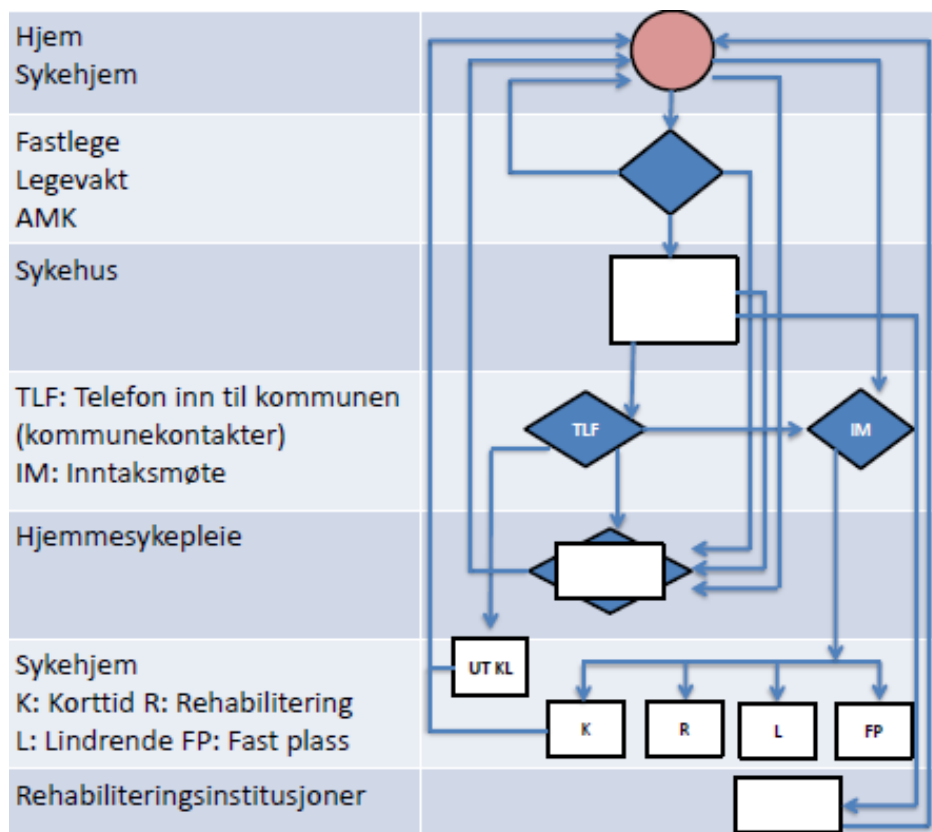 Hjem
Sykehjem
Fastlege
Legevakt
AMK
Sykehus
TLF: Telefon inn til kommunen
(kommunekontakter)
IM: Inntaksmøte
TLF
IM
Hjemmesykepleie
Sykehjem
K: Korttid R: Rehabilitering
L: Lindrende FP: Fast plass
UT KL
K
R
L
FP
Rehabiliteringsinstitusjoner